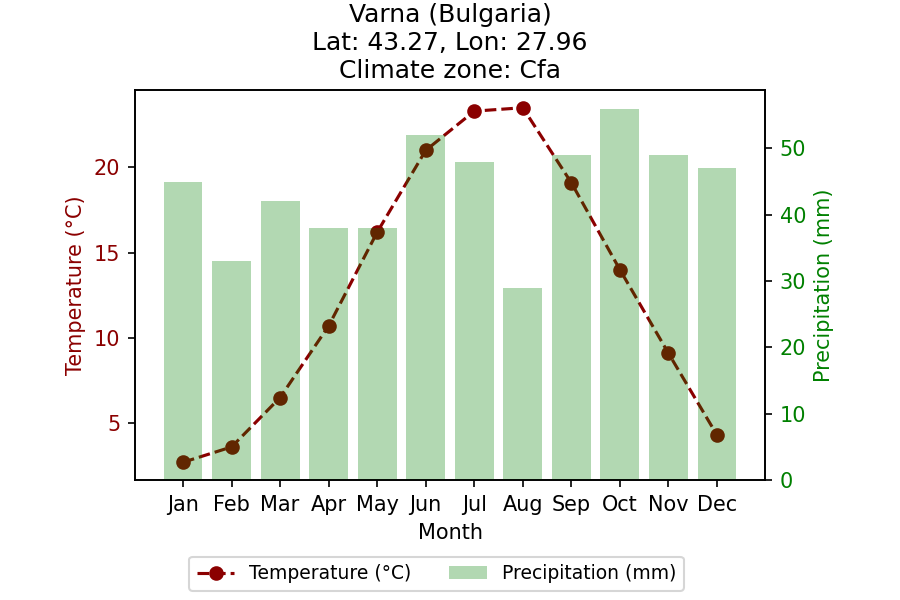 Varna (Bulgaria)
Lat: 43.27, Lon: 27.96
Climate zone: Cfa
Temperature (°C)
20
15
10
5
50
40
30
20
10
0
Precipitation (mm)
Jan Feb Mar Apr May Jun Jul Aug Sep Oct Nov Dec
Month
Temperature (°C) Precipitation (mm)